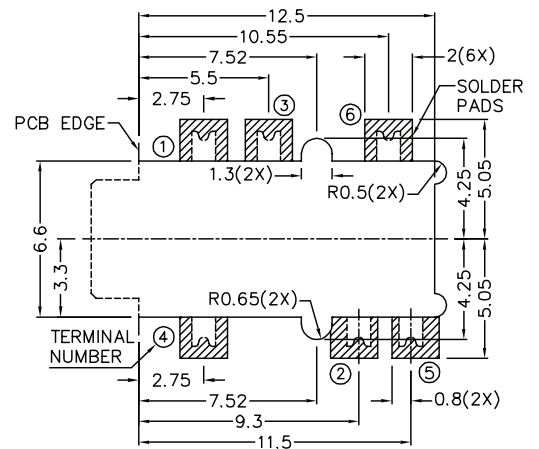 12.5
10.55
7.52
2(6X)
5.5
SOLDER
PADS
2.75
③
⑥
PCB EDGE
①
1.3(2X)
R0.5(2X)
4.25
5.05
6.6
3.3
R0.65(2X)
4.25
5.05
TERMINAL
NUMBER
④
②
⑤
2.75
0.8(2X)
7.52
9.3
11.5